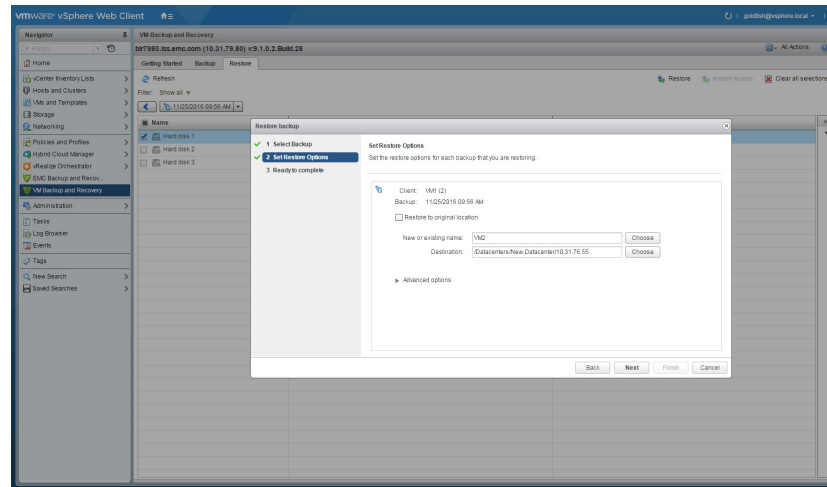 vmware® vSphere Web Client
goldfish@vsphere.local
Navigator
VM Backup and Recovery
History
blr7980.lss.emc.com (10.31.79.80) v:9.1.0.2.Build.28
All Actions
Home
Getting Started Backup Restore
vCenter Inventory Lists
Refresh
Restore Instant Access Clear all selections
Hosts and Clusters
Filter: Show all
VMs and Templates
11/25/2016 09:56 AM
Storage
Networking
Name
Hard disk 1
Hard disk 2
Hard disk 3
Policies and Profiles
Hybrid Cloud Manager
vRealize Orchestrator
EMC Backup and Recov...
VM Backup and Recovery
Administration
Tasks
Log Browser
Events
Tags
New Search
Saved Searches
Restore backup
1 Select Backup
2 Set Restore Options
3 Ready to complete
Set Restore Options
Set the restore options for each backup that you are restoring.
Client: VM1 (2)
Backup: 11/25/2016 09:56 AM
Restore to original location
New or existing name: VM2 Choose
Destination: /Datacenters/New Datacenter/10.31.76.55 Choose
Advanced options
Back Next Finish Cancel